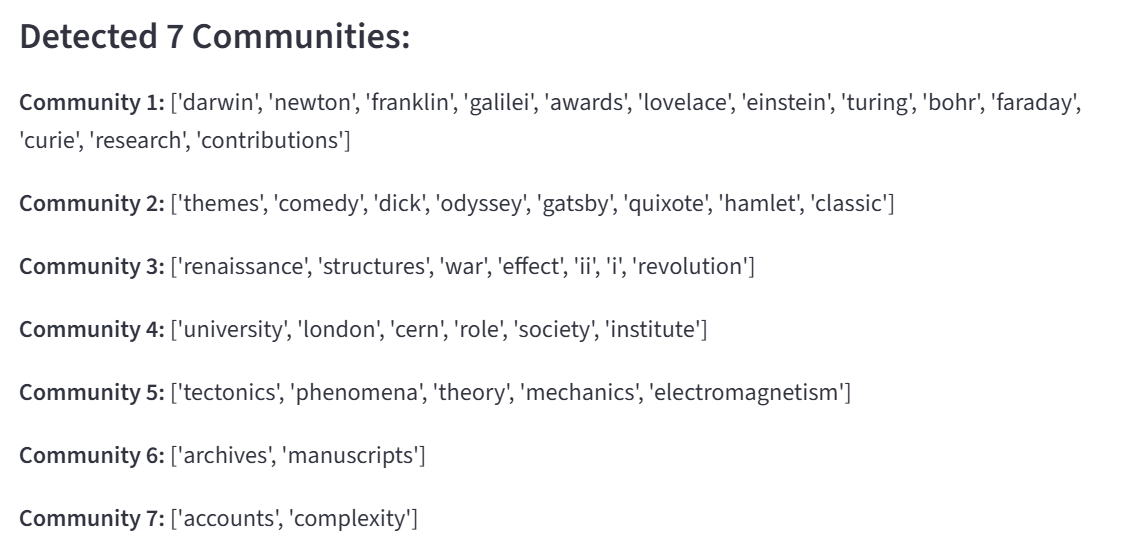 Detected 7 Communities:
Community 1: ['darwin', 'newton', 'franklin', 'galilei', 'awards', 'lovelace', 'einstein', 'turing', 'bohr', 'faraday',
'curie', 'research', 'contributions']
Community 2: ['themes', 'comedy', 'dick', 'odyssey', 'gatsby', 'quixote', 'hamlet', 'classic']
Community 3: ['renaissance', 'structures', 'war', 'effect', 'ii', 'i', 'revolution']
Community 4: ['university', 'london', 'cern', 'role', 'society', 'institute']
Community 5: ['tectonics', 'phenomena', 'theory', 'mechanics', 'electromagnetism']
Community 6: ['archives', 'manuscripts']
Community 7: ['accounts', 'complexity']